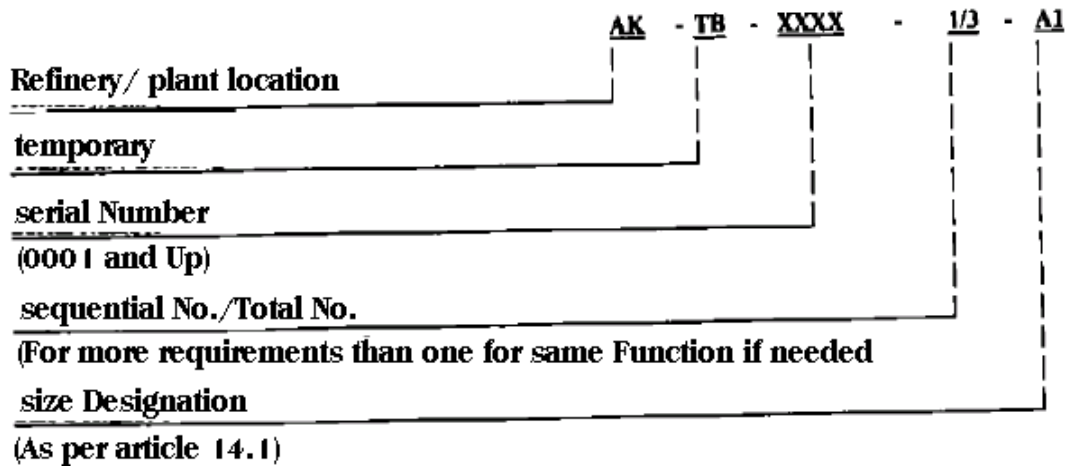 AK - TB - XXXX - 1/3 - A1
Refinery/ plant location
temporary
serial Number
(0001 and Up)
sequential No./Total No.
(For more requirements than one for same Function if needed
size Designation
(As per article 14.1)